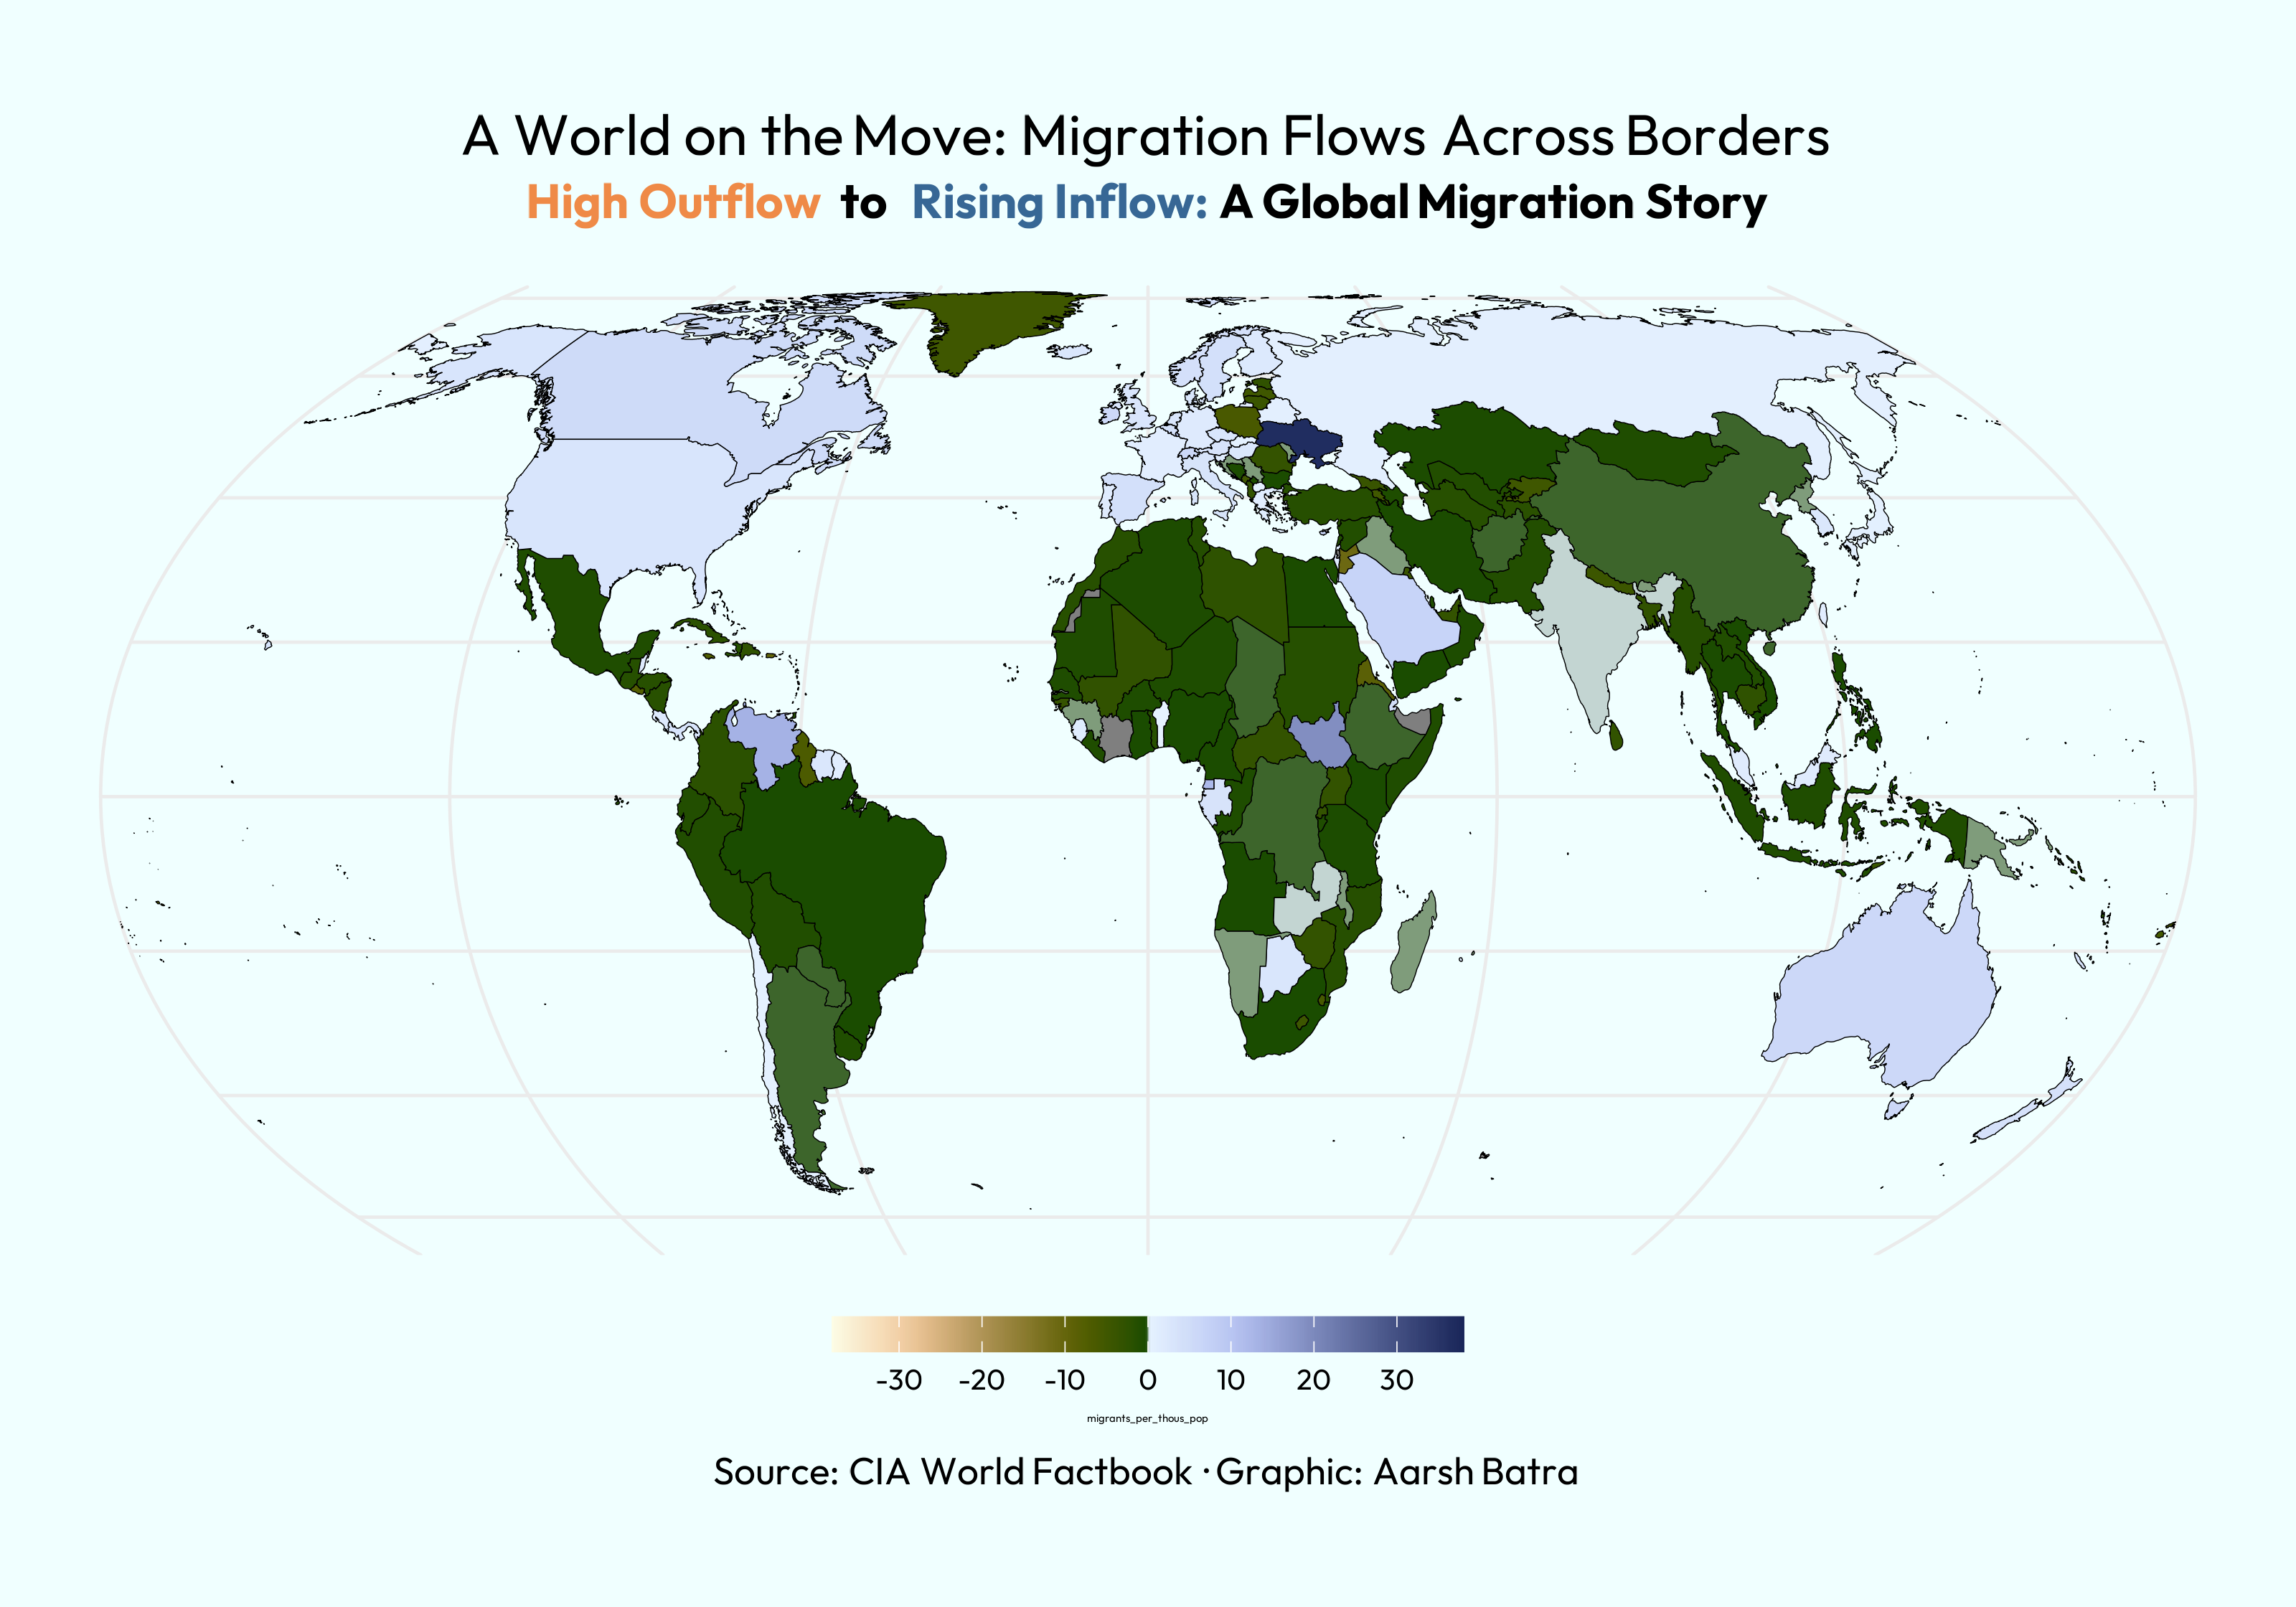 A World on the Move: Migration Flows Across Borders
High Outflow to Rising Inflow: A Global Migration Story
-30 -20 -10 0 10 20 30
migrants_per_thous_pop
Source: CIA World Factbook · Graphic: Aarsh Batra